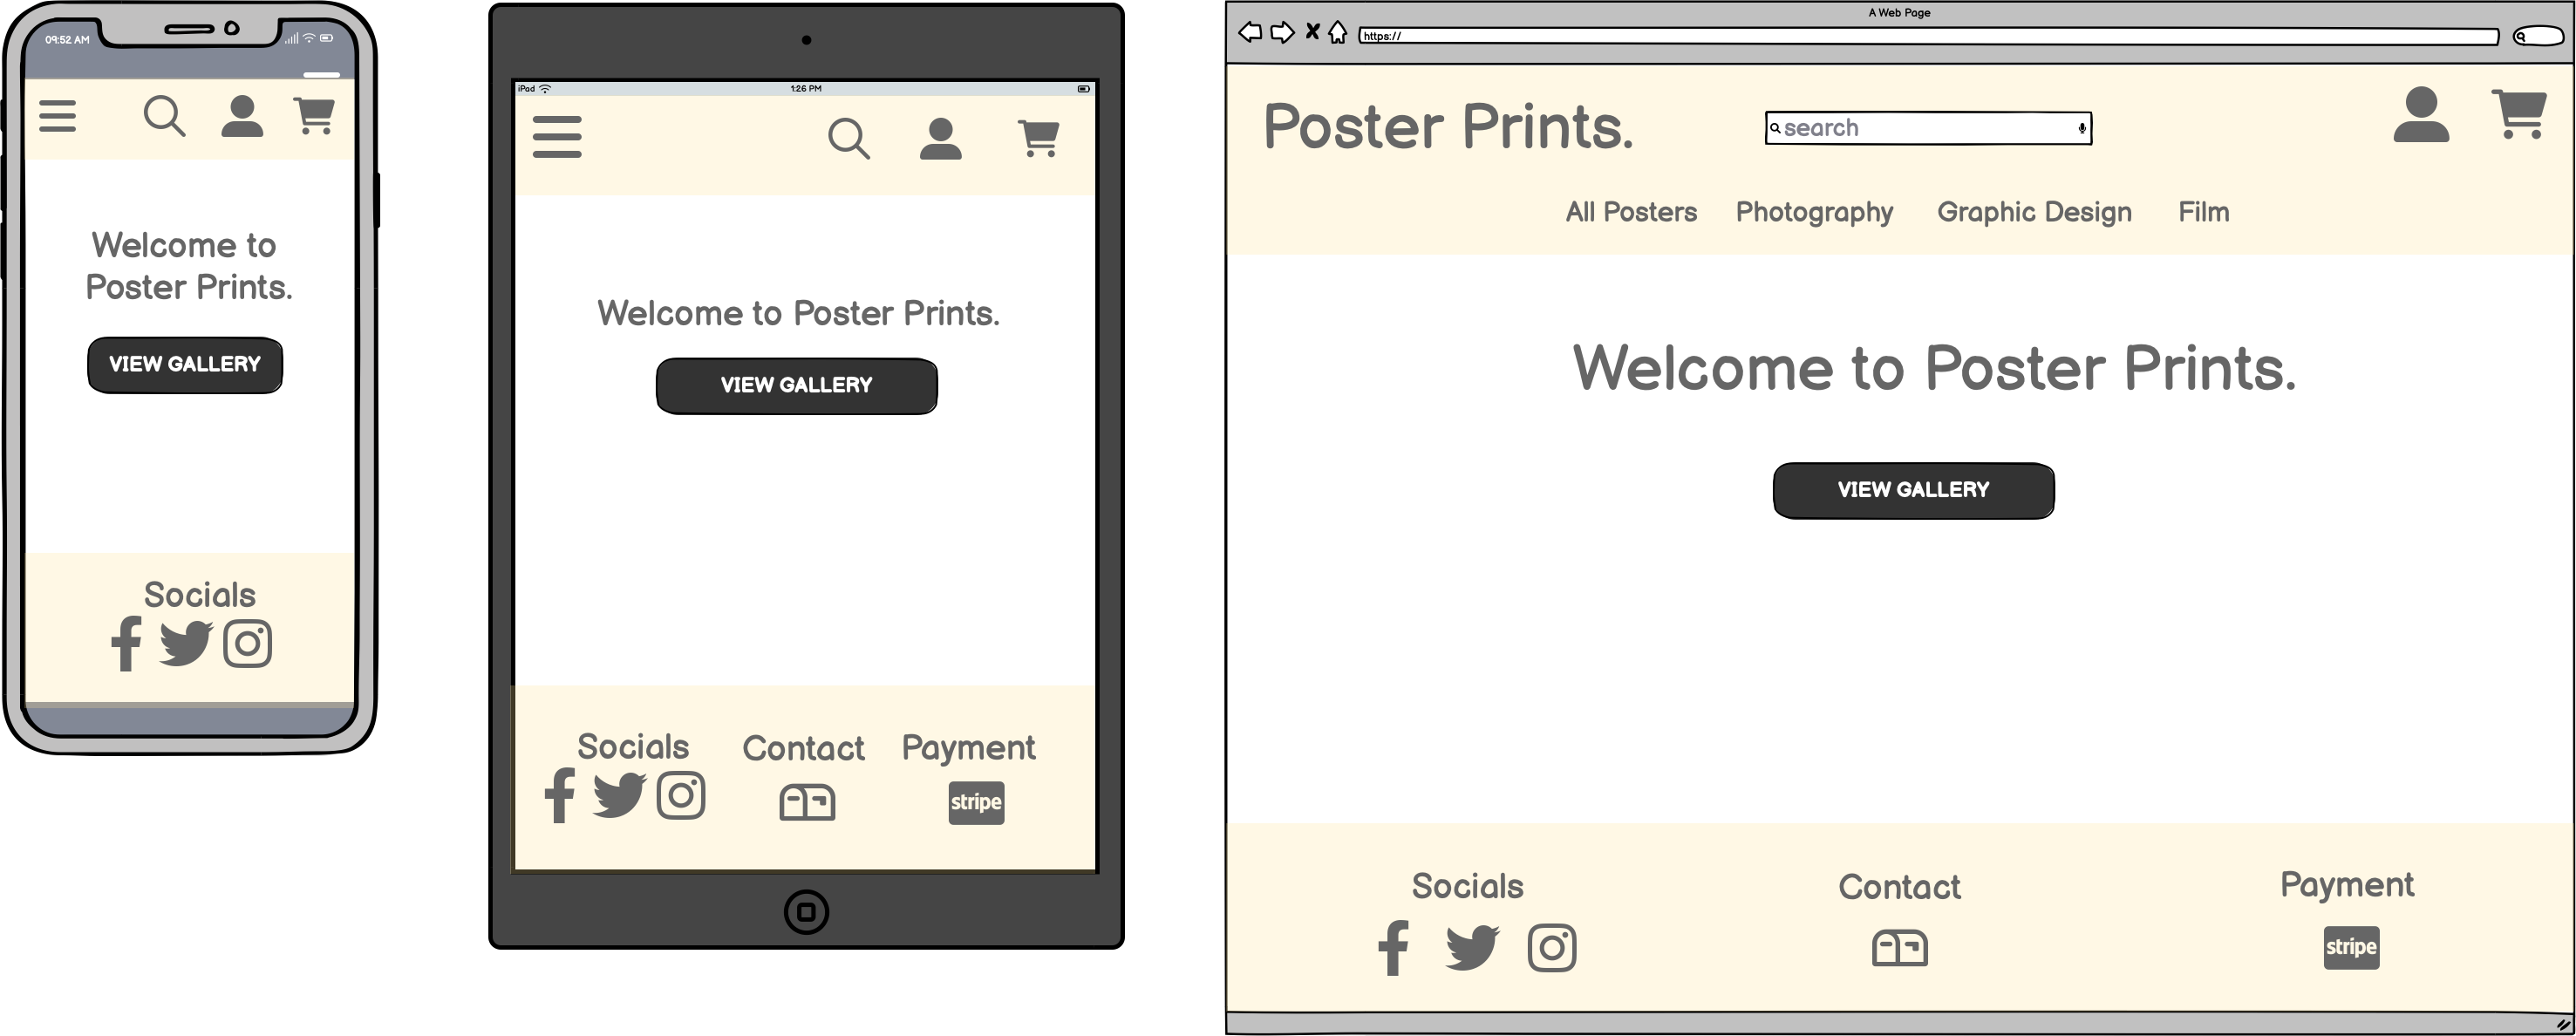 09:52 AM
Welcome to
Poster Prints.
VIEW GALLERY
Socials
iPad
1:26 PM
Welcome to Poster Prints.
VIEW GALLERY
Socials Contact Payment
stripe
A Web Page
https://
Poster Prints.
search
All Posters Photography Graphic Design Film
Welcome to Poster Prints.
VIEW GALLERY
Socials Contact Payment
stripe